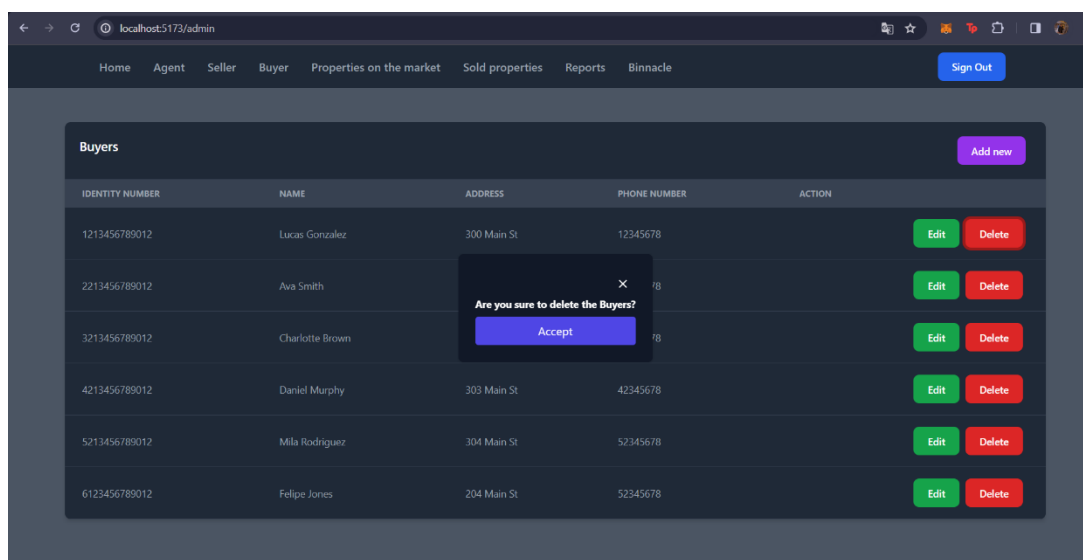 localhost:5173/admin
Home Agent Seller Buyer Properties on the market Sold properties Reports Binnacle Sign Out
Buyers Add new
IDENTITY NUMBER NAME ADDRESS PHONE NUMBER ACTION
1213456789012 Lucas Gonzalez 300 Main St 12345678 Edit Delete
2213456789012 Ava Smith 78 Edit Delete
Are you sure to delete the Buyers?
Accept
3213456789012 Charlotte Brown 78 Edit Delete
4213456789012 Daniel Murphy 303 Main St 42345678 Edit Delete
5213456789012 Mila Rodriguez 304 Main St 52345678 Edit Delete
6123456789012 Felipe Jones 204 Main St 52345678 Edit Delete